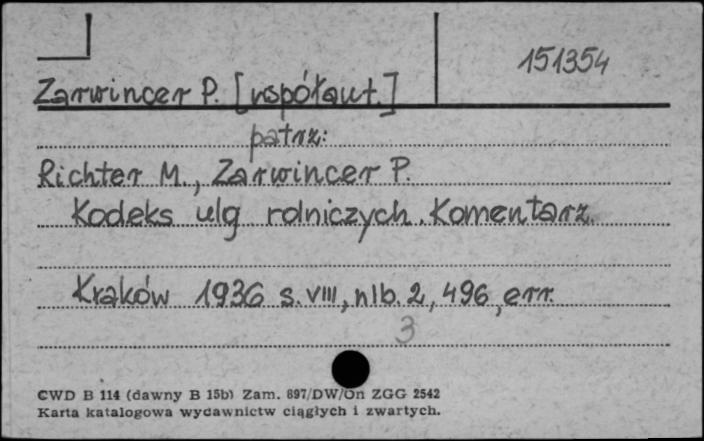 151354
Zarwincer P. [współaut.]
patrz:
Richter M., Zarwincer P.
Kodeks ulg rolniczych. Komentarz.
Kraków 1936 s. VIII, nlb. 2, 496, err.
3
CWD B 114 (dawny B 15b) Zam. 897/DW/On ZGG 2542
Karta katalogowa wydawnictw ciągłych i zwartych.